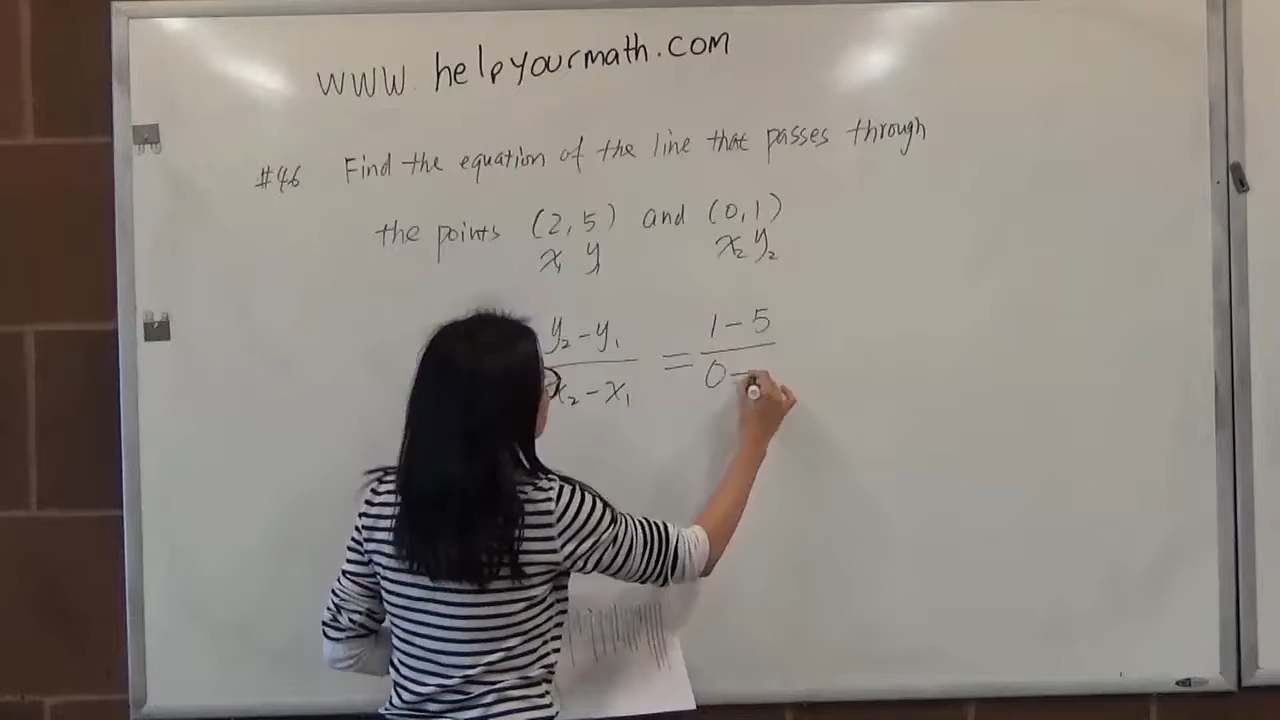 www.helpyourmath.com
#46 Find the equation of the line that passes through
the points (2, 5) and (0, 1)
x₁ y₁ x₂ y₂
y₂ - y₁ = 1 - 5
x₂ - x₁ 0 -